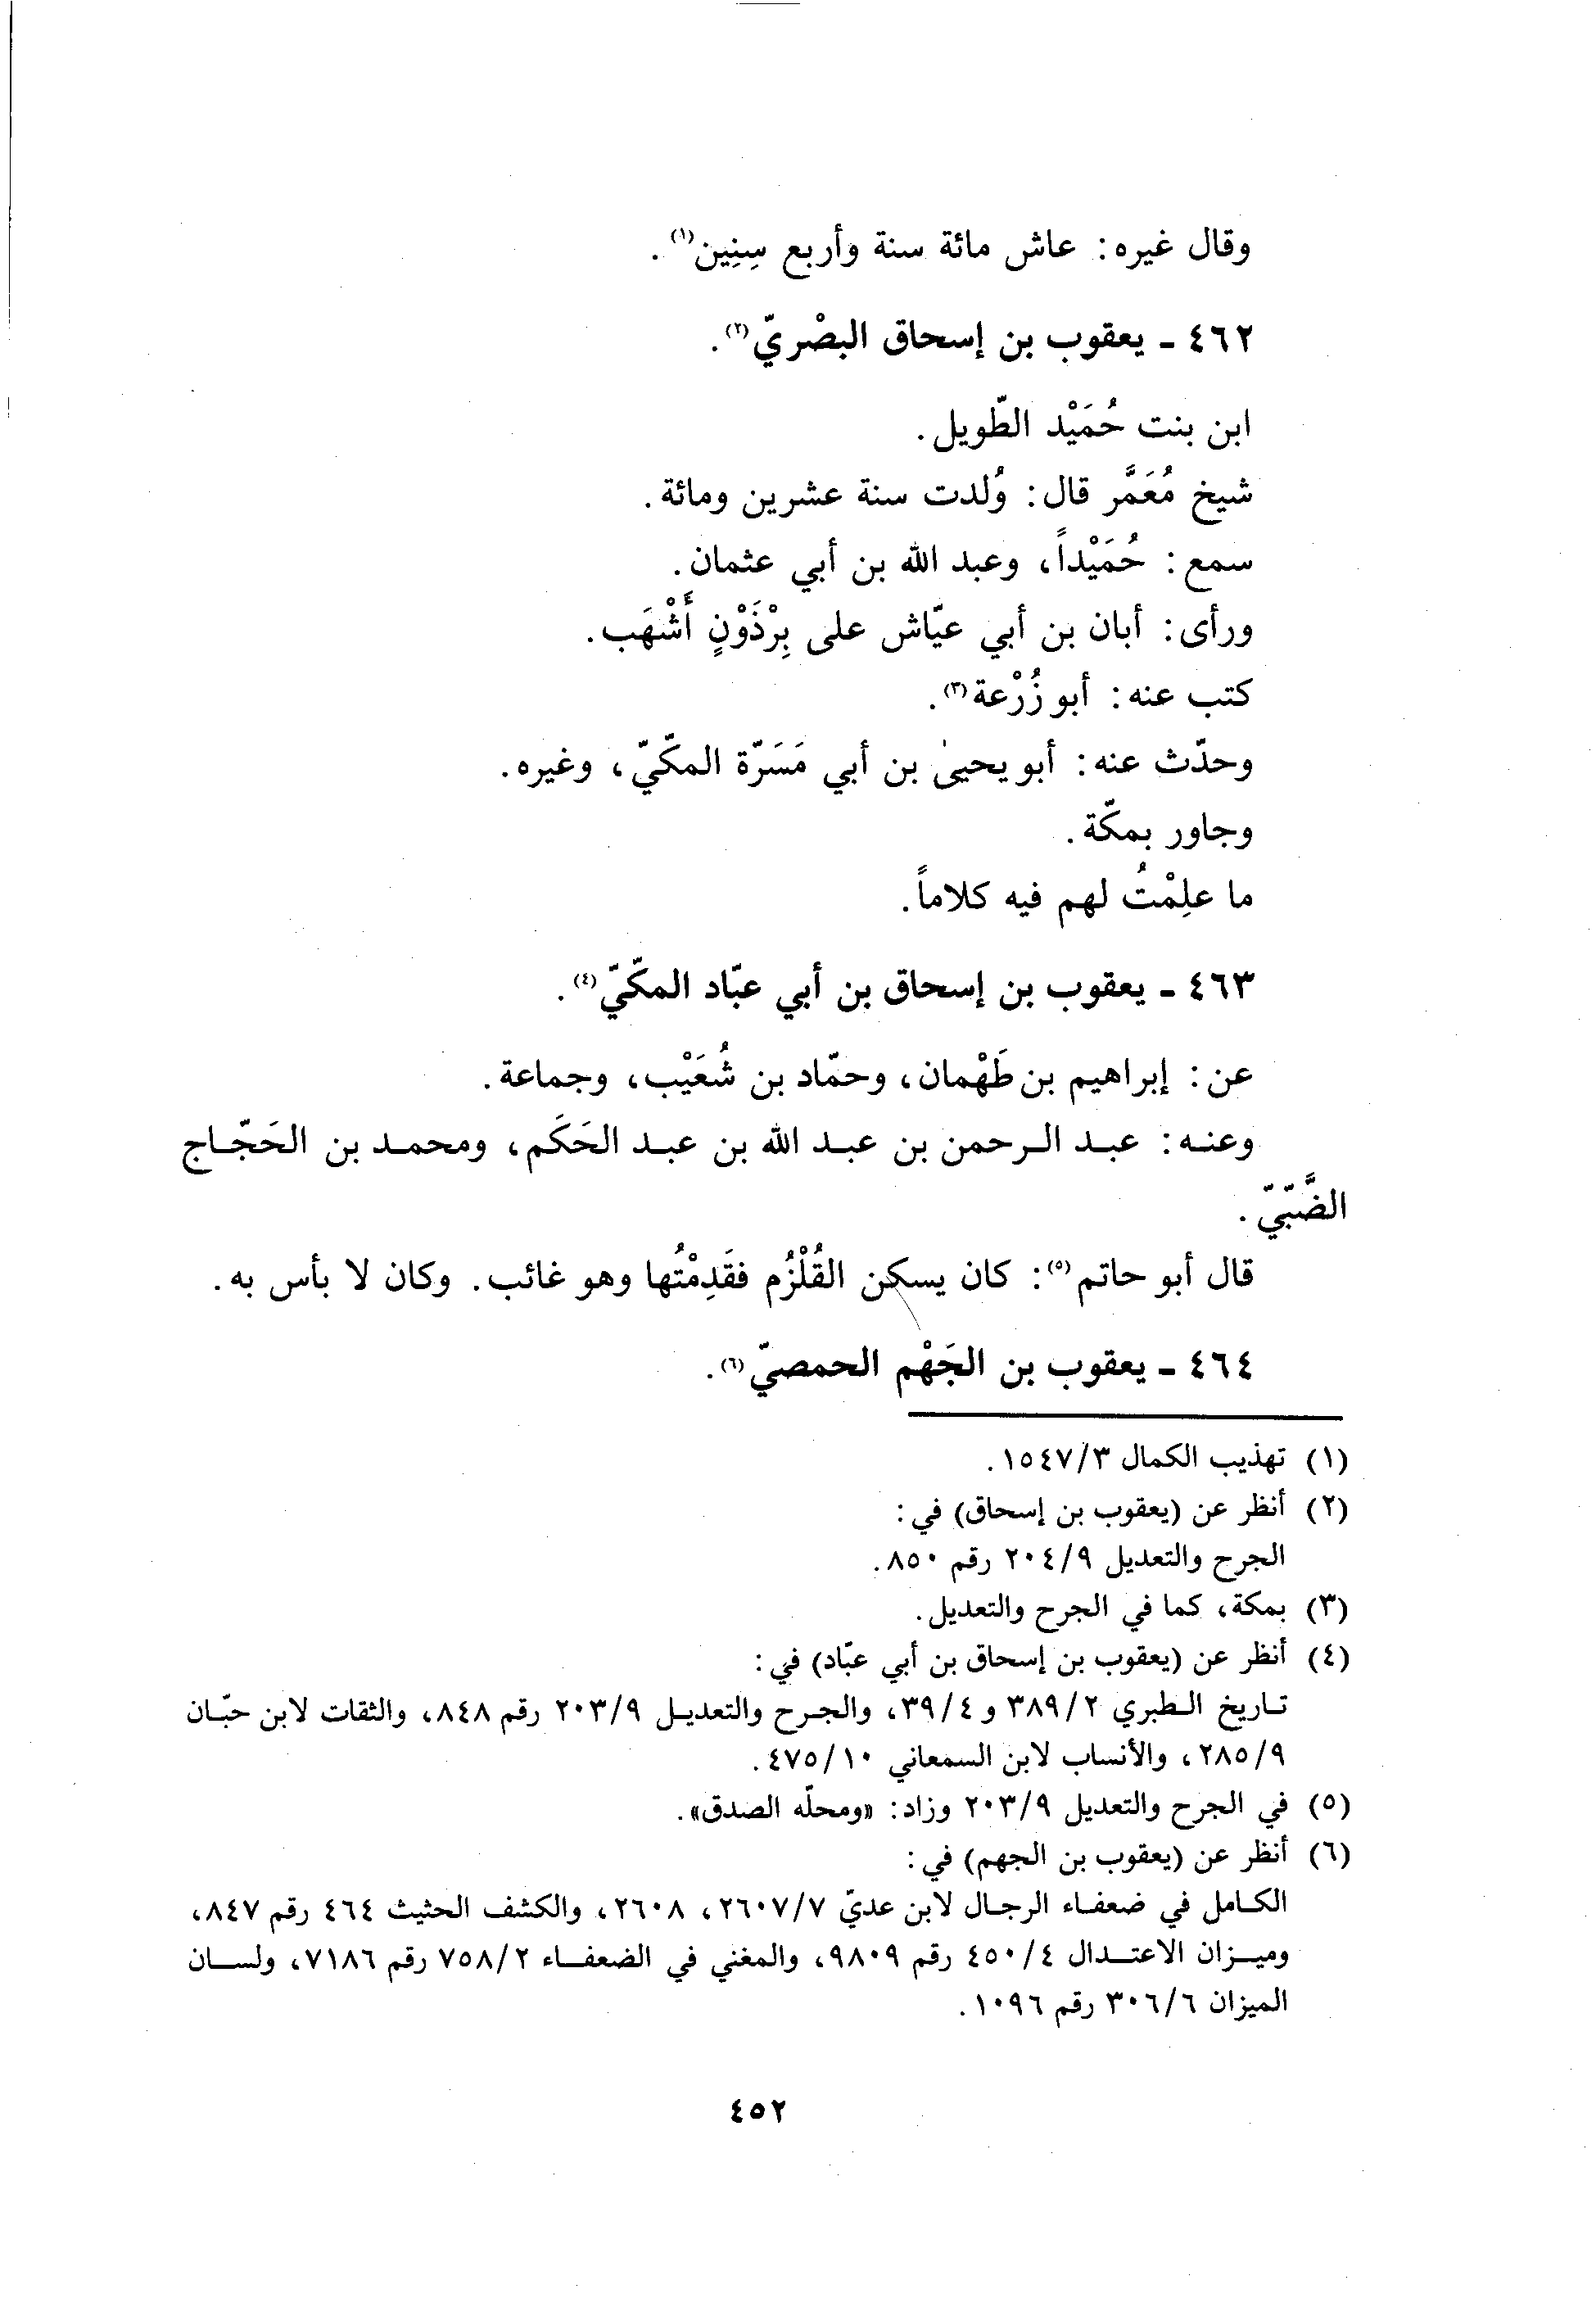 وقال غيره: عاش مائة سنة وأربع سِنِين(١).
٤٦٢ - يعقوب بن إسحاق البصْريّ(٢).
ابن بنت حُمَيْد الطّويل.
شيخ مُعَمَّر قال: وُلدت سنة عشرين ومائة.
سمع: حُمَيْداً، وعبد الله بن أبي عثمان.
ورأى: أبان بن أبي عيّاش على بِرْذَوْنٍ أَشْهَب.
كتب عنه: أبو زُرْعة(٣).
وحدّث عنه: أبو يحيىٰ بن أبي مَسَرّة المكّيّ، وغيره.
وجاور بمكّة.
ما علِمْتُ لهم فيه كلاماً.
٤٦٣ - يعقوب بن إسحاق بن أبي عبّاد المكّيّ(٤).
عن: إبراهيم بن طَهْمان، وحمّاد بن شُعَيْب، وجماعة.
وعنه: عبد الرحمن بن عبد الله بن عبد الحَكَم، ومحمد بن الحَجّاج
الضَّبّيّ.
قال أبو حاتم(٥): كان يسكن القُلْزُم فقَدِمْتُها وهو غائب. وكان لا بأس به.
٤٦٤ - يعقوب بن الجَهْم الحمصيّ(٦).
(١) تهذيب الكمال ١٥٤٧/٣.
(٢) أنظر عن (يعقوب بن إسحاق) في:
الجرح والتعديل ٢٠٤/٩ رقم ٨٥٠.
(٣) بمكة، كما في الجرح والتعديل.
(٤) أنظر عن (يعقوب بن إسحاق بن أبي عبّاد) في:
تاريخ الطبري ٣٨٩/٢ و ٣٩/٤، والجرح والتعديل ٢٠٣/٩ رقم ٨٤٨، والثقات لابن حبّان
٢٨٥/٩، والأنساب لابن السمعاني ٤٧٥/١٠.
(٥) في الجرح والتعديل ٢٠٣/٩ وزاد: «ومحلّه الصدق».
(٦) أنظر عن (يعقوب بن الجهم) في:
الكامل في ضعفاء الرجال لابن عديّ ٢٦٠٧/٧، ٢٦٠٨، والكشف الحثيث ٤٦٤ رقم ٨٤٧،
وميزان الاعتدال ٤٥٠/٤ رقم ٩٨٠٩، والمغني في الضعفاء ٧٥٨/٢ رقم ٧١٨٦، ولسان
الميزان ٣٠٦/٦ رقم ١٠٩٦.
٤٥٢